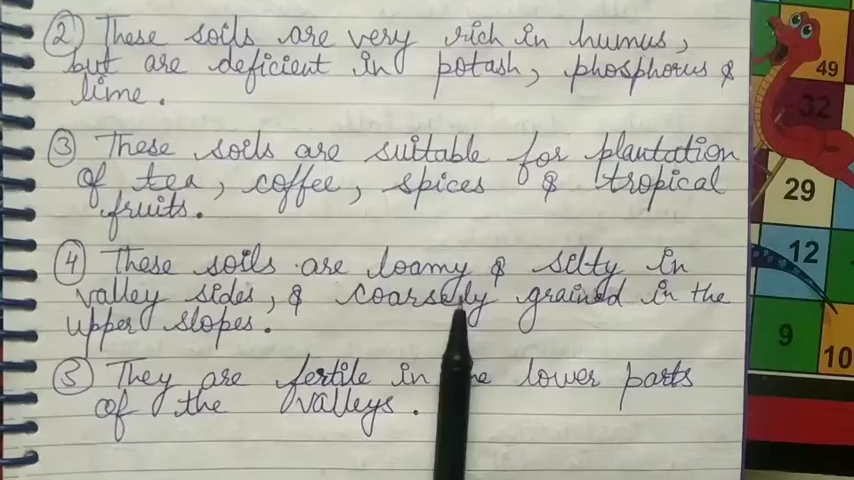 ② These soils are very rich in humus,
but are deficient in potash, phosphorus &
lime.
③ These soils are suitable for plantation
of tea, coffee, spices & tropical
fruits.
④ These soils are loamy & silty in
valley sides, & coarsely grained in the
upper slopes.
⑤ They are fertile in lower parts
of the valleys.
49
32
29
12
9
10